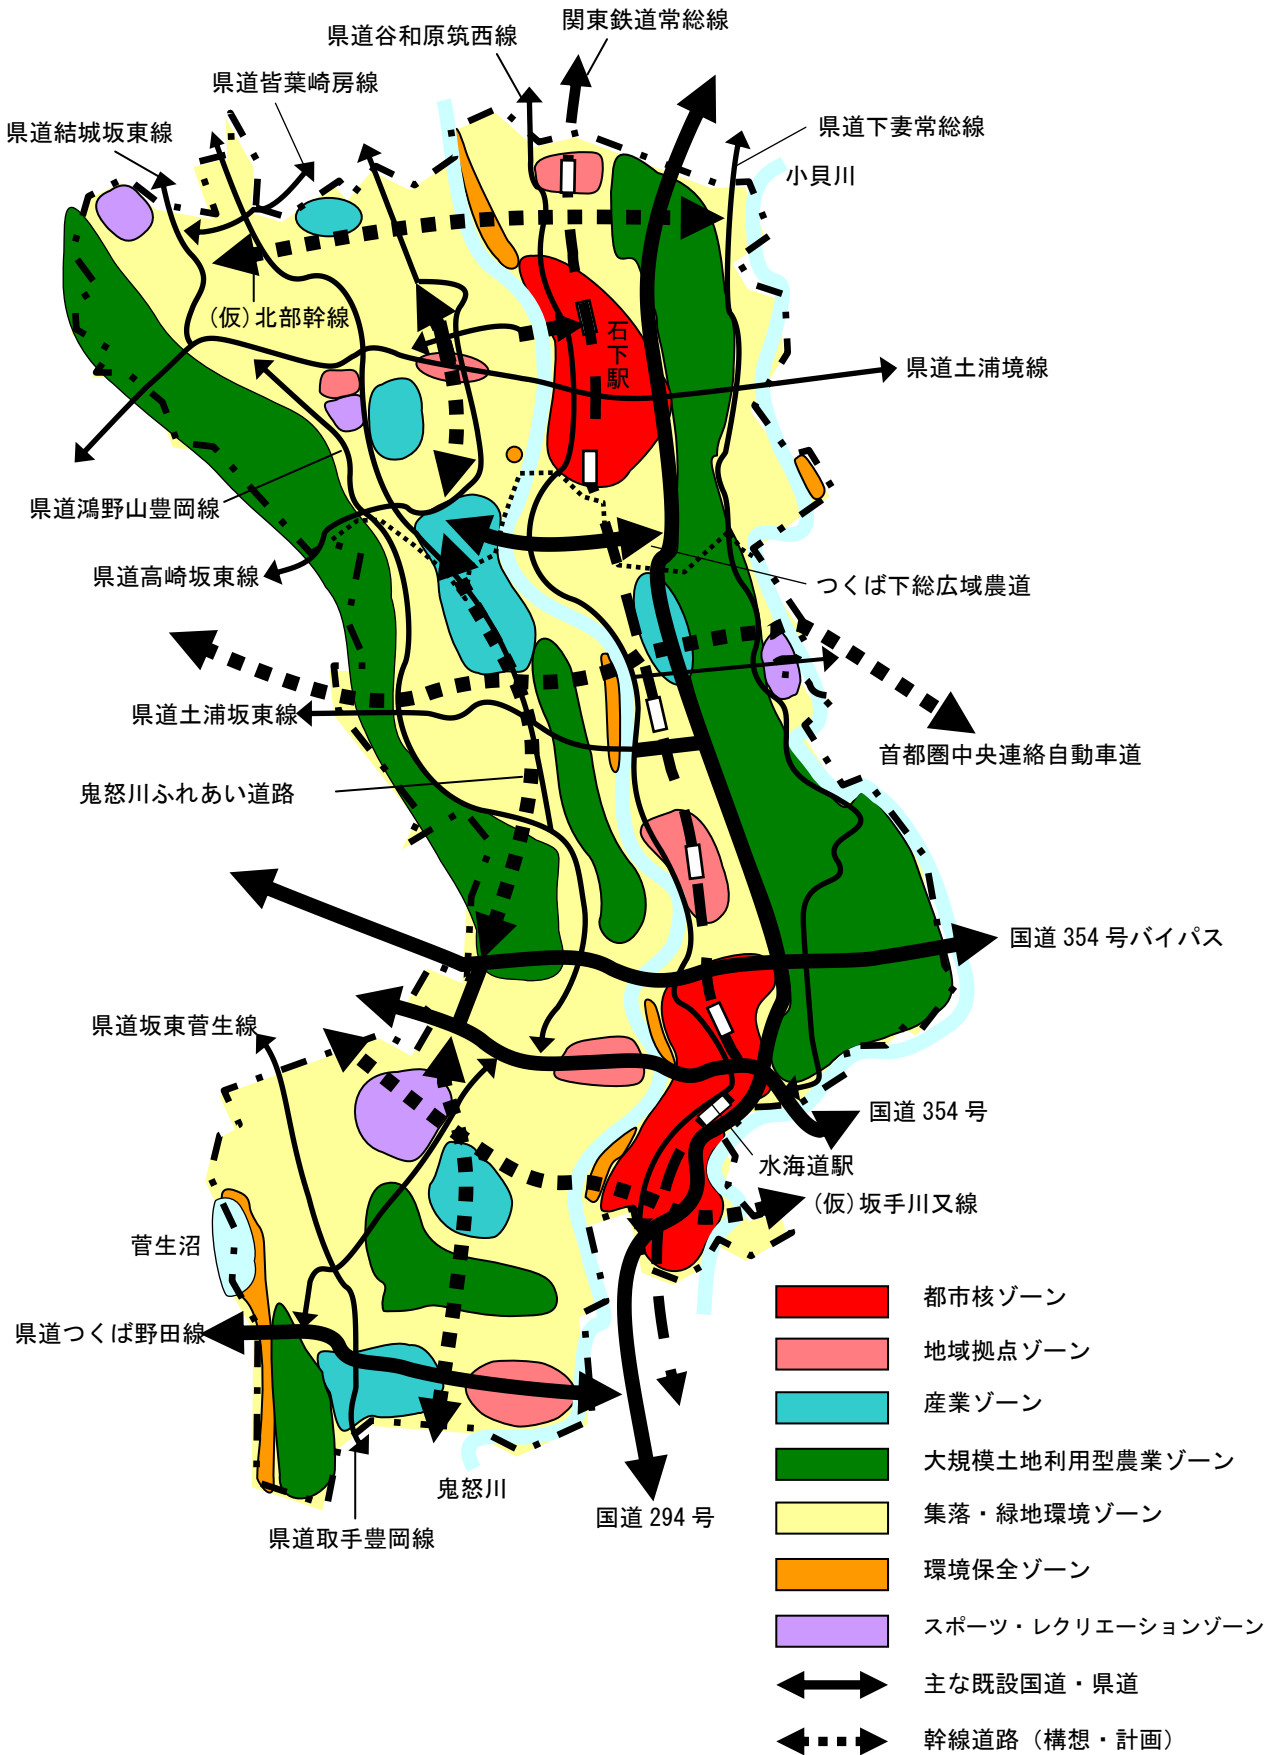 関東鉄道常総線
県道谷和原筑西線
県道皆葉崎房線
県道結城坂東線
県道下妻常総線
小貝川
(仮)北部幹線
石下駅
県道土浦境線
県道鴻野山豊岡線
県道高崎坂東線
つくば下総広域農道
県道土浦坂東線
首都圏中央連絡自動車道
鬼怒川ふれあい道路
国道354号バイパス
県道坂東菅生線
国道354号
水海道駅
(仮)坂手川又線
菅生沼
県道つくば野田線
鬼怒川
国道294号
県道取手豊岡線
都市核ゾーン
地域拠点ゾーン
産業ゾーン
大規模土地利用型農業ゾーン
集落・緑地環境ゾーン
環境保全ゾーン
スポーツ・レクリエーションゾーン
主な既設国道・県道
幹線道路（構想・計画）